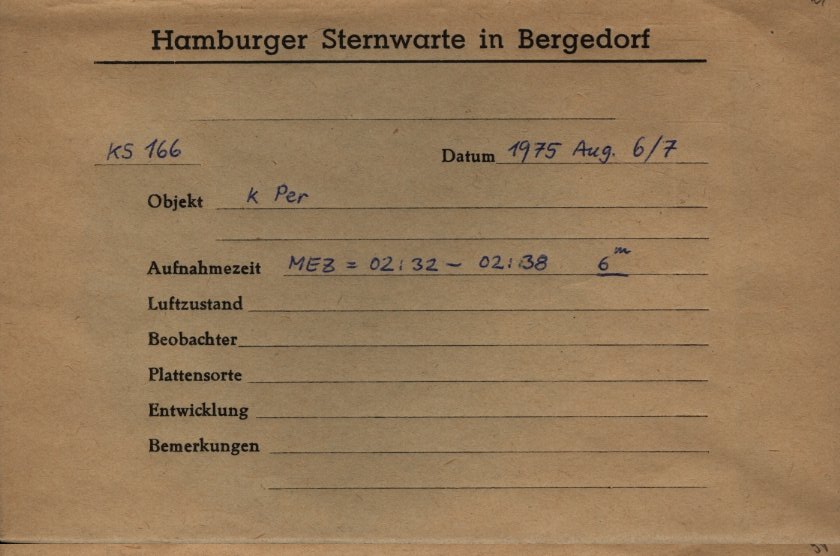 Hamburger Sternwarte in Bergedorf
KS 166 Datum 1975 Aug. 6/7
Objekt K Per
Aufnahmezeit MEZ = 02:32 - 02:38 6ᵐ
Luftzustand
Beobachter
Plattensorte
Entwicklung
Bemerkungen